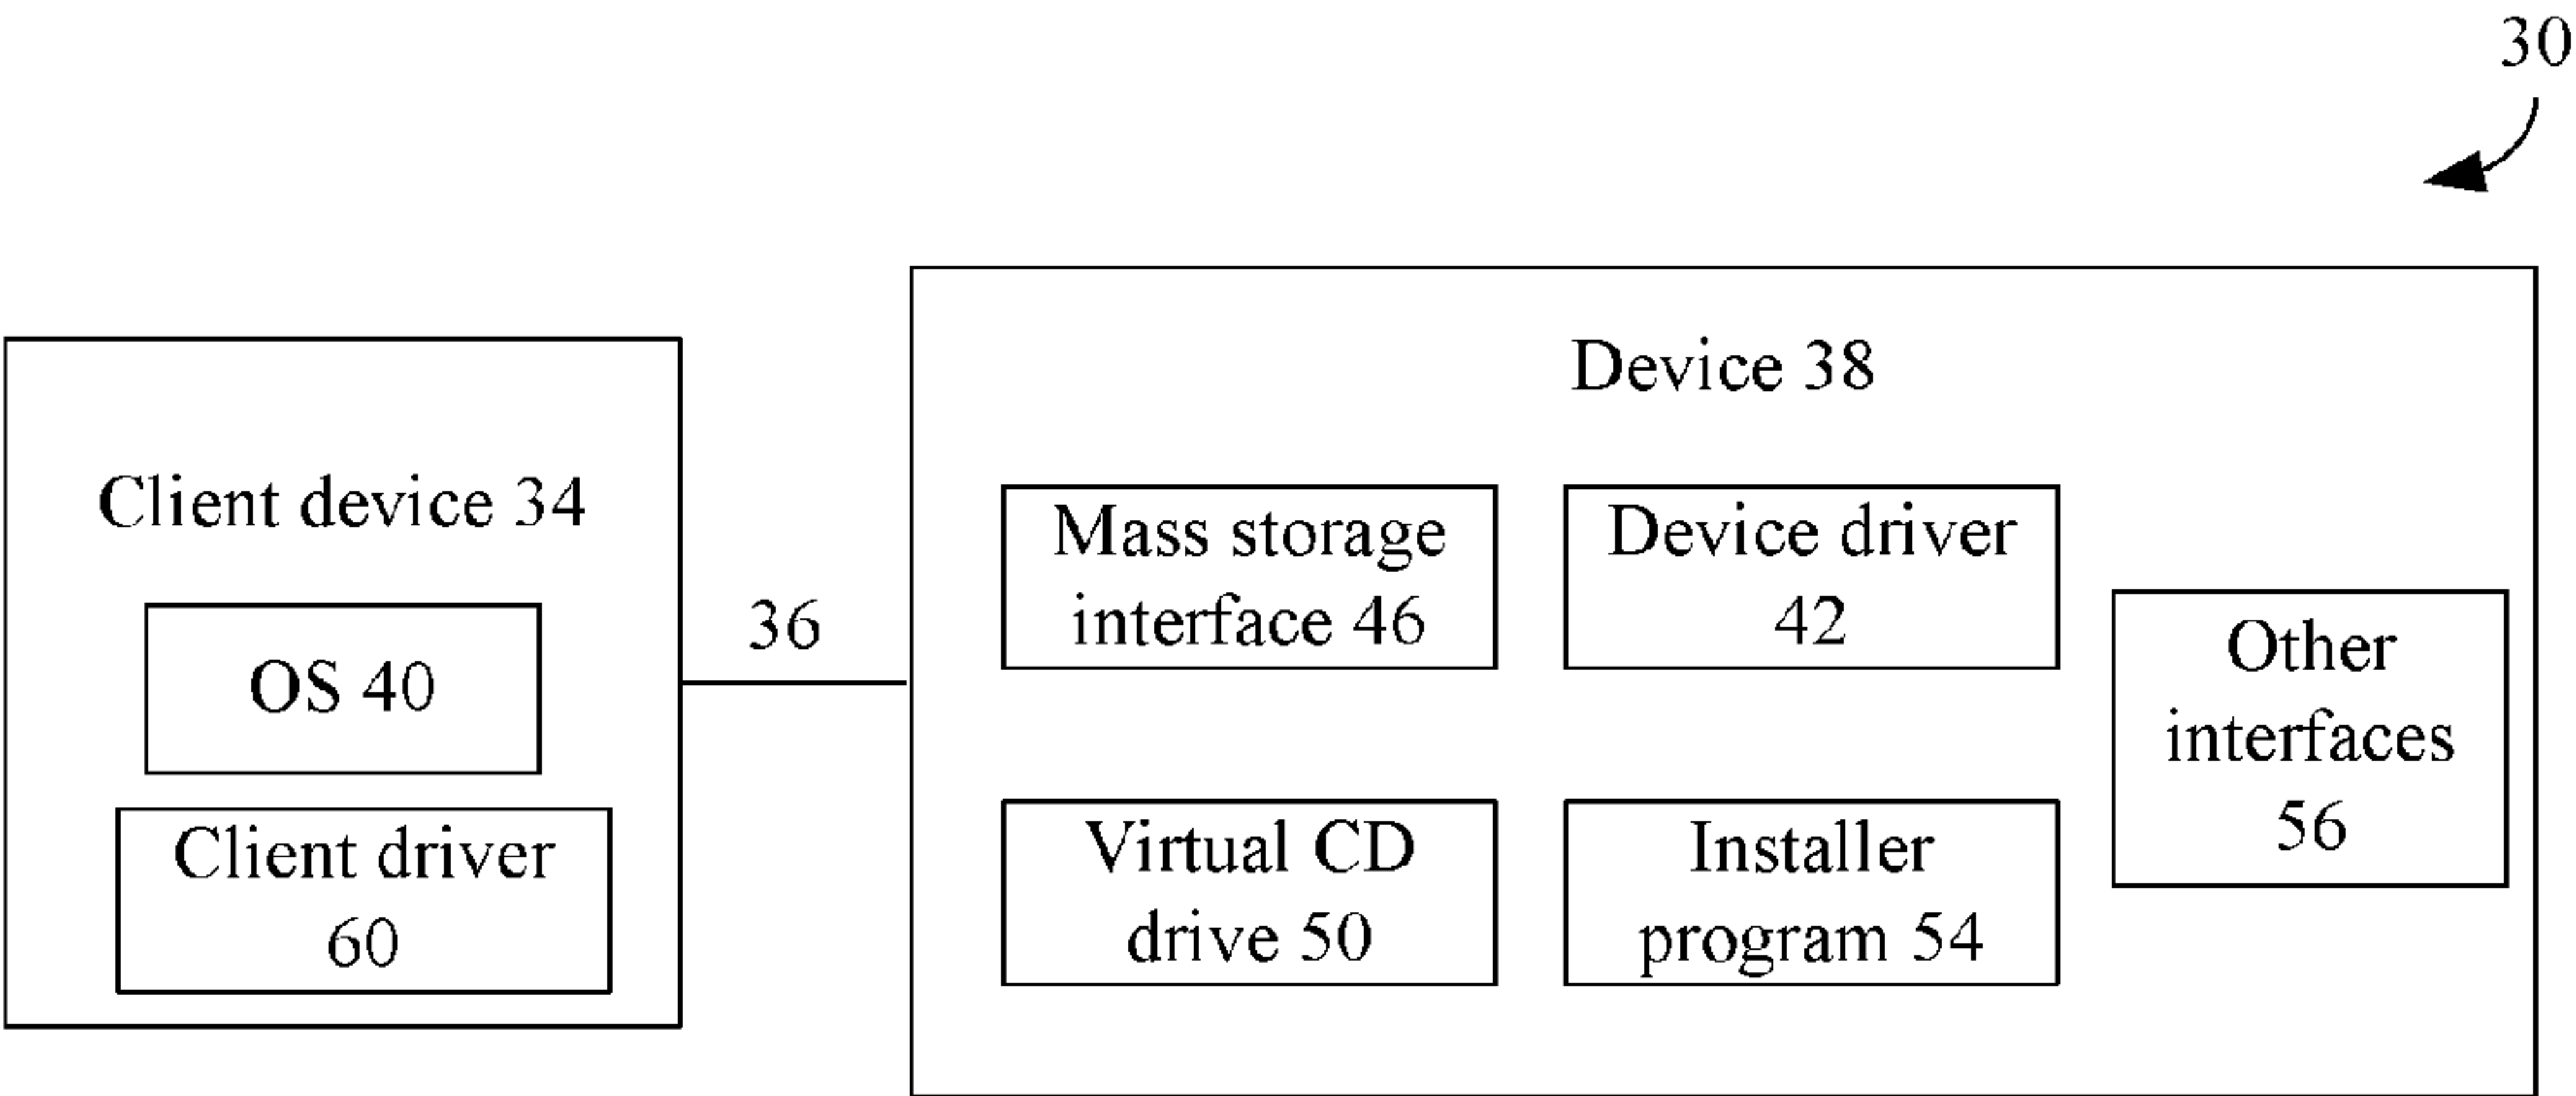 30
Client device 34
OS 40
Client driver
60
36
Device 38
Mass storage
interface 46
Device driver
42
Virtual CD
drive 50
Installer
program 54
Other
interfaces
56